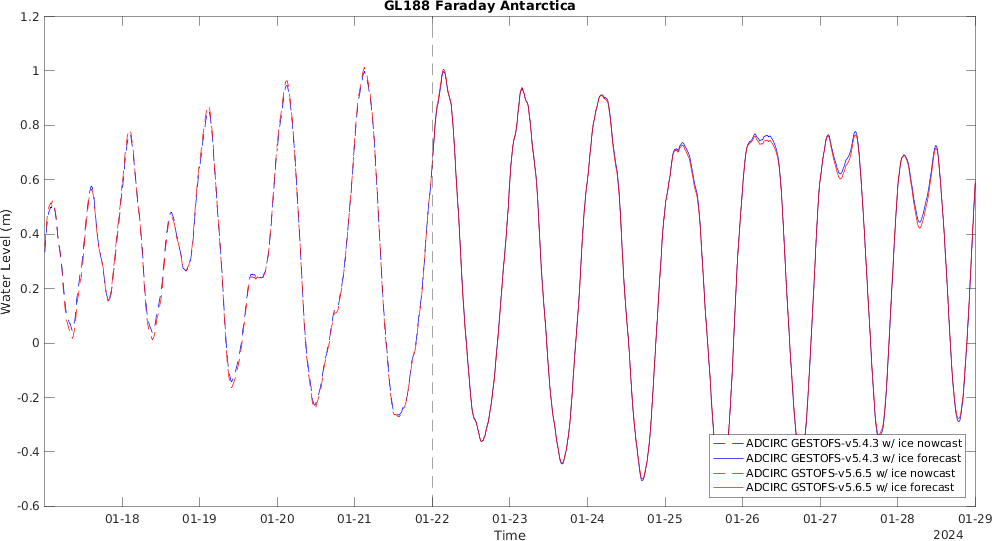 GL188 Faraday Antarctica
1.2
1
0.8
0.6
0.4
0.2
0
-0.2
-0.4
-0.6
Water Level (m)
ADCIRC GESTOFS-v5.4.3 w/ ice nowcast
ADCIRC GESTOFS-v5.4.3 w/ ice forecast
ADCIRC GSTOFS-v5.6.5 w/ ice nowcast
ADCIRC GSTOFS-v5.6.5 w/ ice forecast
01-18 01-19 01-20 01-21 01-22 01-23 01-24 01-25 01-26 01-27 01-28 01-29
Time
2024